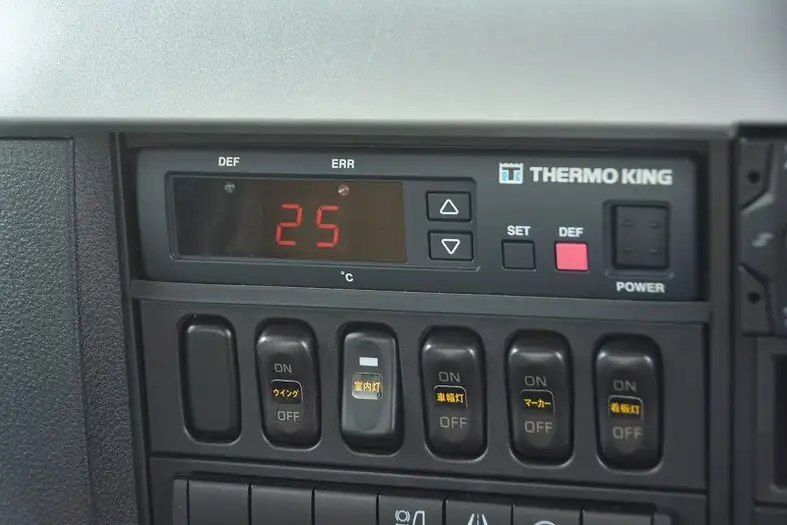 DEF ERR
THERMO KING
25
SET DEF
°C
POWER
ON ON ON ON
ウイング 室内灯 車幅灯 マーカー 看板灯
OFF OFF OFF OFF